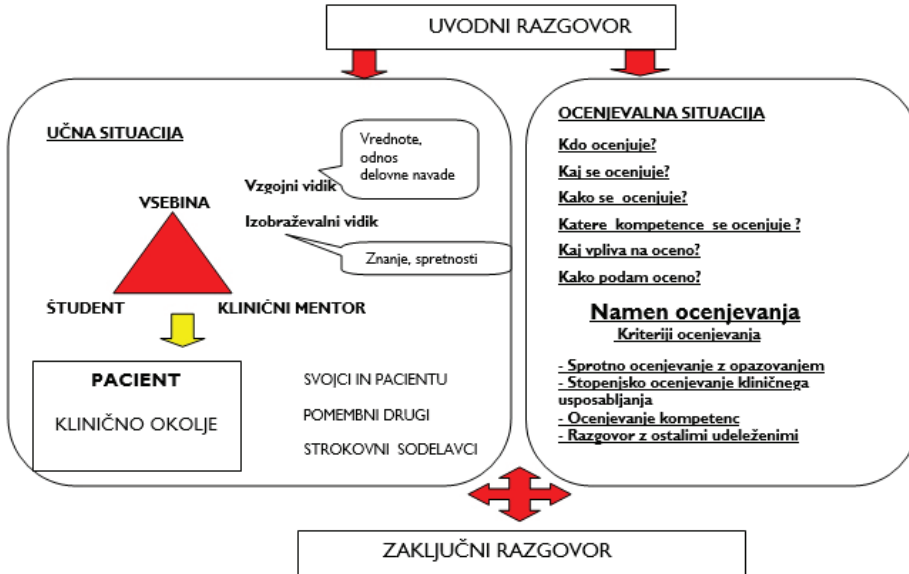 UVODNI RAZGOVOR
UČNA SITUACIJA
Vrednote,
odnos
delovne navade
Vzgojni vidik
VSEBINA
Izobraževalni vidik
Znanje, spretnosti
ŠTUDENT
KLINIČNI MENTOR
PACIENT
KLINIČNO OKOLJE
SVOJCI IN PACIENTU
POMEMBNI DRUGI
STROKOVNI SODELAVCI
OCENJEVALNA SITUACIJA
Kdo ocenjuje?
Kaj se ocenjuje?
Kako se ocenjuje?
Katere kompetence se ocenjuje ?
Kaj vpliva na oceno?
Kako podam oceno?
Namen ocenjevanja
Kriteriji ocenjevanja
- Sprotno ocenjevanje z opazovanjem
- Stopenjsko ocenjevanje kliničnega
usposabljanja
- Ocenjevanje kompetenc
- Razgovor z ostalimi udeleženimi
ZAKLJUČNI RAZGOVOR